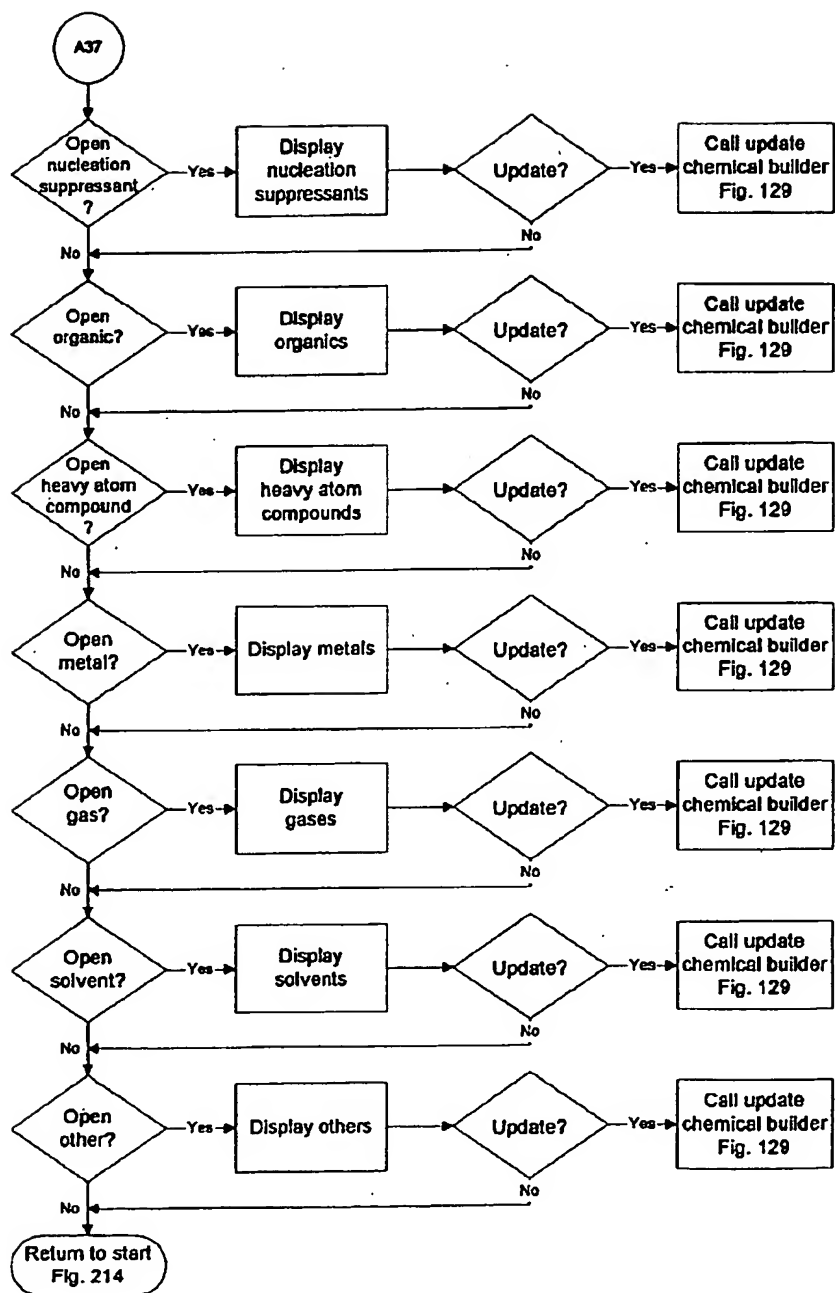 A37
Open
nucleation
suppressant
?
Yes
Display
nucleation
suppressants
Update?
Yes
Call update
chemical builder
Fig. 129
No
No
Open
organic?
Yes
Display
organics
Update?
Yes
Call update
chemical builder
Fig. 129
No
No
Open
heavy atom
compound
?
Yes
Display
heavy atom
compounds
Update?
Yes
Call update
chemical builder
Fig. 129
No
No
Open
metal?
Yes
Display metals
Update?
Yes
Call update
chemical builder
Fig. 129
No
No
Open
gas?
Yes
Display
gases
Update?
Yes
Call update
chemical builder
Fig. 129
No
No
Open
solvent?
Yes
Display
solvents
Update?
Yes
Call update
chemical builder
Fig. 129
No
No
Open
other?
Yes
Display others
Update?
Yes
Call update
chemical builder
Fig. 129
No
No
Return to start
Fig. 214